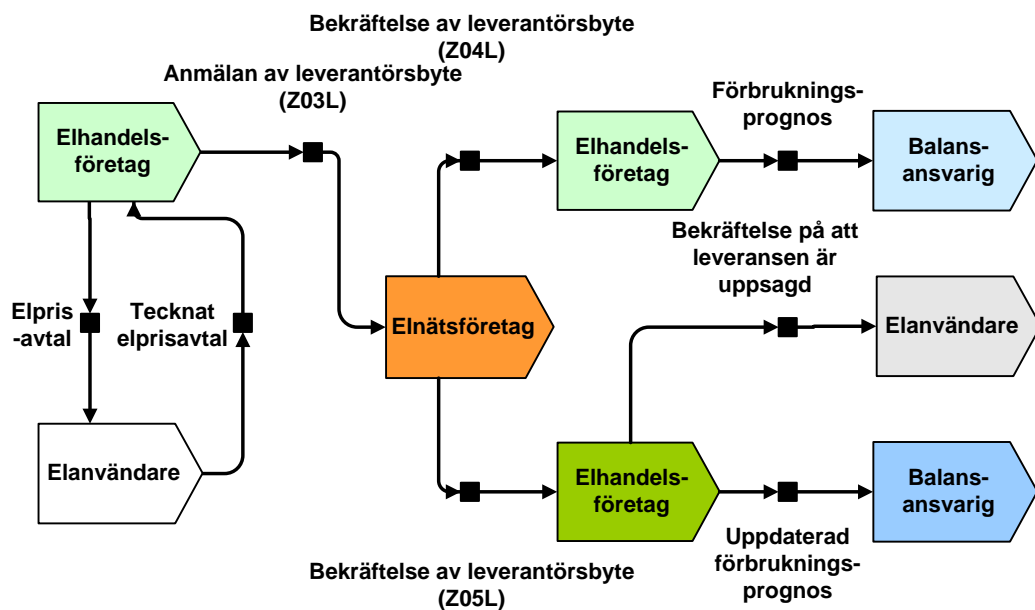 Bekräftelse av leverantörsbyte
(Z04L)
Anmälan av leverantörsbyte
(Z03L)
Förbruknings-
prognos
Elhandels-
företag
Elhandels-
företag
Balans-
ansvarig
Bekräftelse på att
leveransen är
uppsagd
Elpris
-avtal
Tecknat
elprisavtal
Elnätsföretag
Elanvändare
Elanvändare
Elhandels-
företag
Balans-
ansvarig
Uppdaterad
förbruknings-
prognos
Bekräftelse av leverantörsbyte
(Z05L)